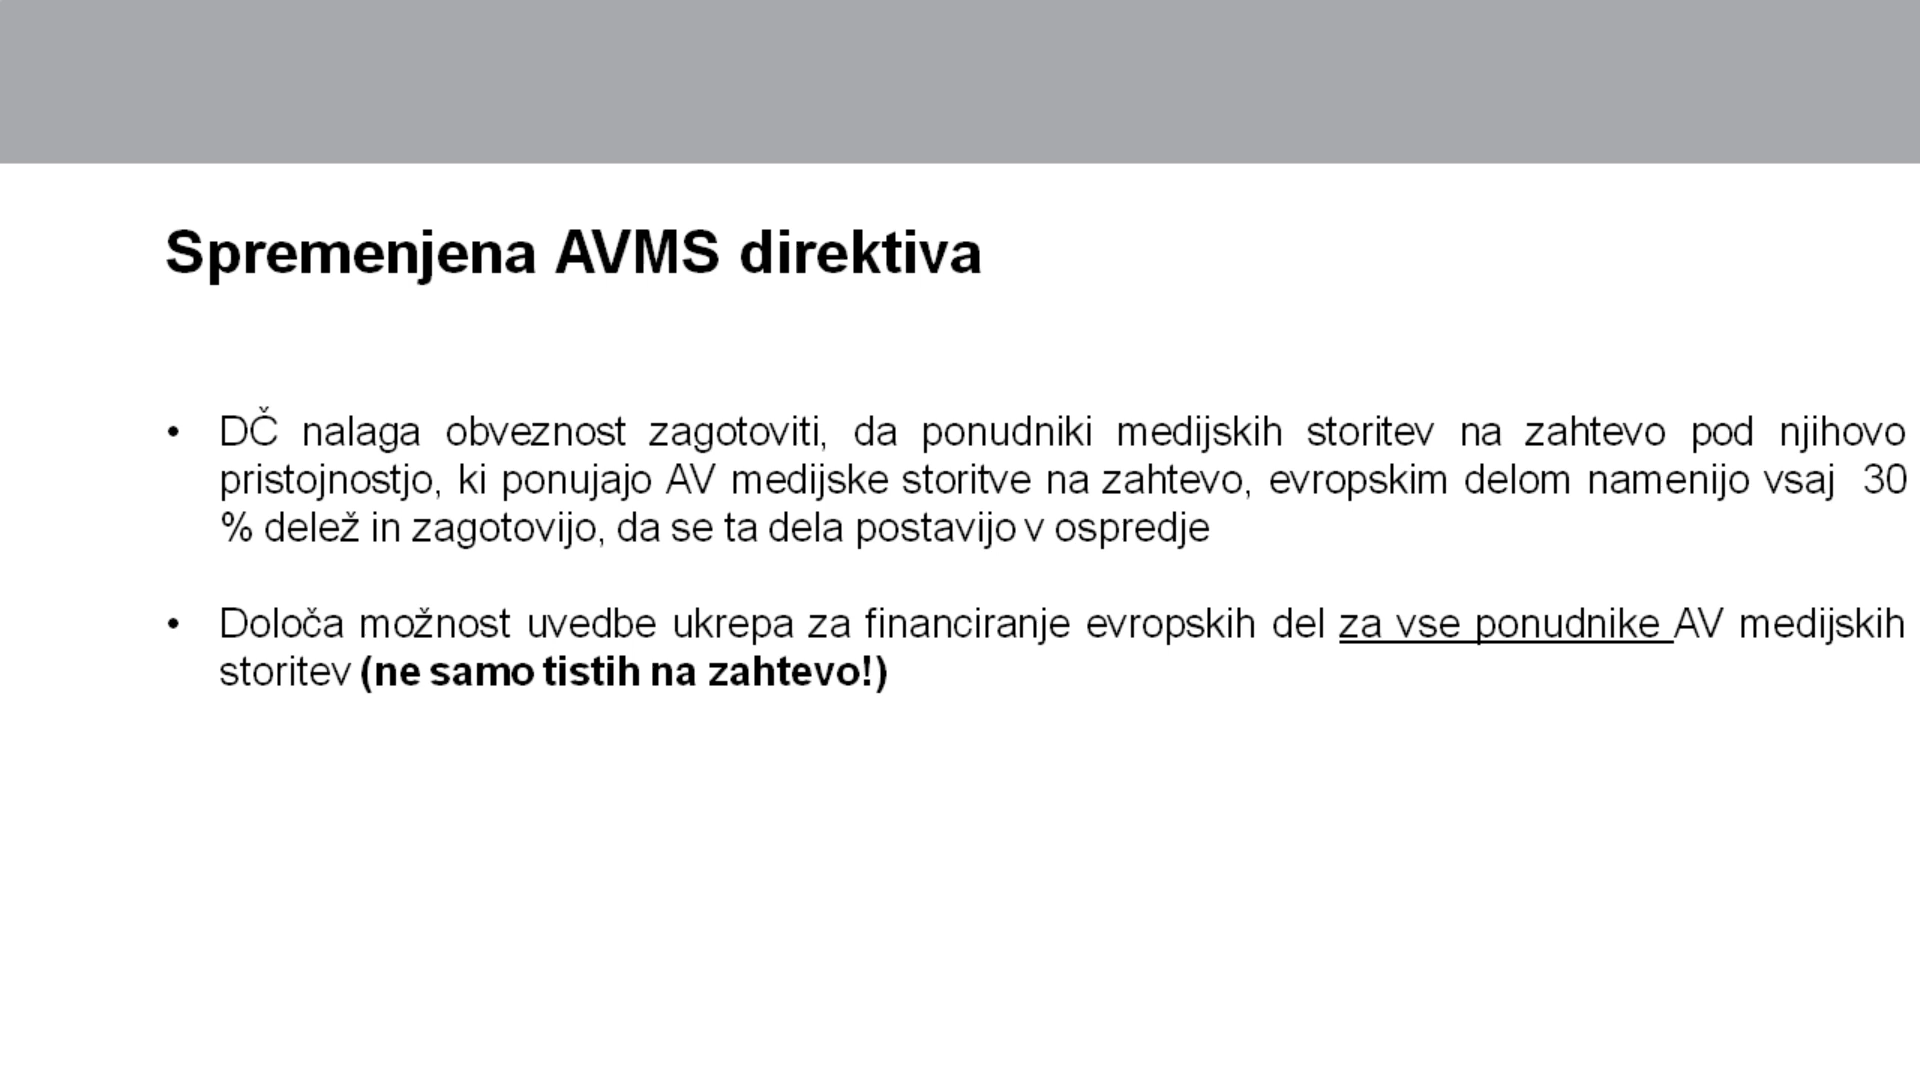 Spremenjena AVMS direktiva
• DČ nalaga obveznost zagotoviti, da ponudniki medijskih storitev na zahtevo pod njihovo
pristojnostjo, ki ponujajo AV medijske storitve na zahtevo, evropskim delom namenijo vsaj 30
% delež in zagotovijo, da se ta dela postavijo v ospredje
• Določa možnost uvedbe ukrepa za financiranje evropskih del za vse ponudnike AV medijskih
storitev (ne samo tistih na zahtevo!)